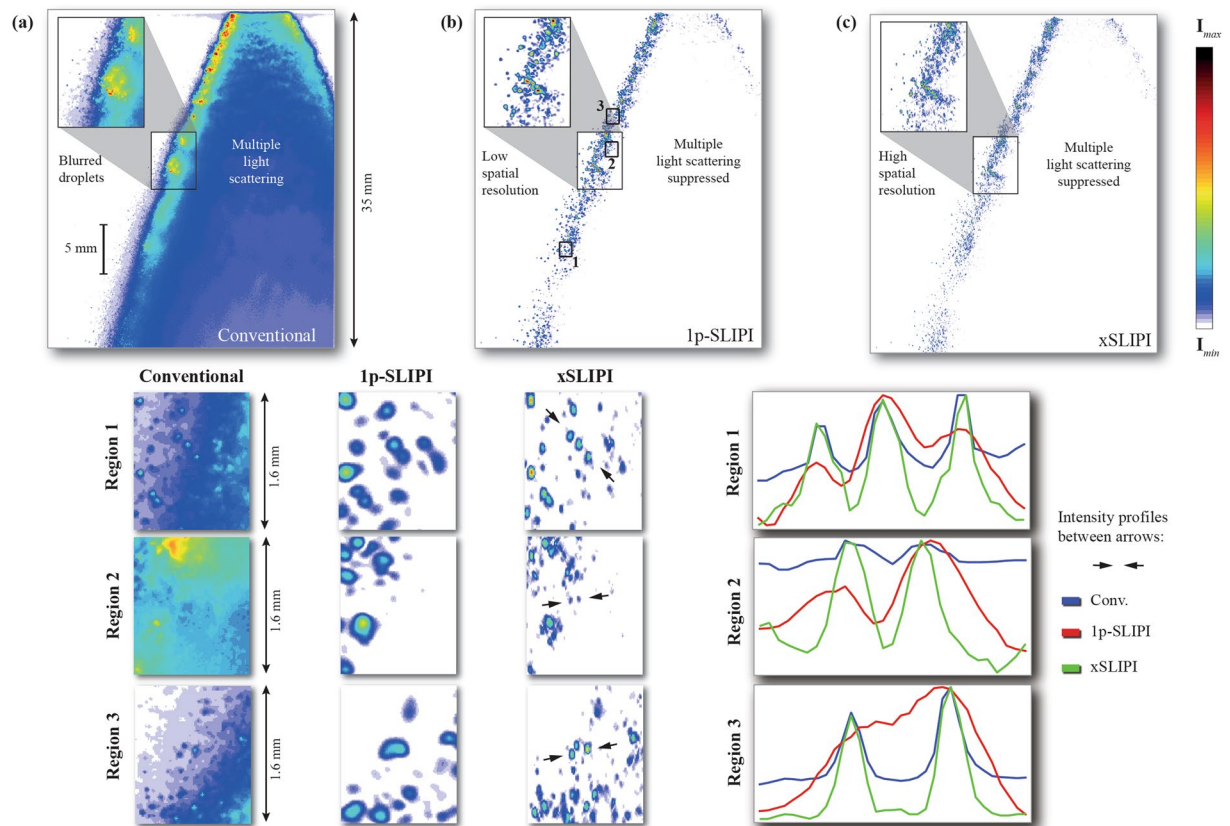 (a)
Blurred
droplets
Multiple
light
scattering
5 mm
Conventional
35 mm
(b)
3
2
1
Low
spatial
resolution
Multiple
light scattering
suppressed
1p-SLIPI
(c)
High
spatial
resolution
Multiple
light scattering
suppressed
xSLIPI
Imax
Imin
Conventional
1p-SLIPI
xSLIPI
Region 1
1.6 mm
Region 1
Region 2
1.6 mm
Region 2
Region 3
1.6 mm
Region 3
Intensity profiles
between arrows:
Conv.
1p-SLIPI
xSLIPI